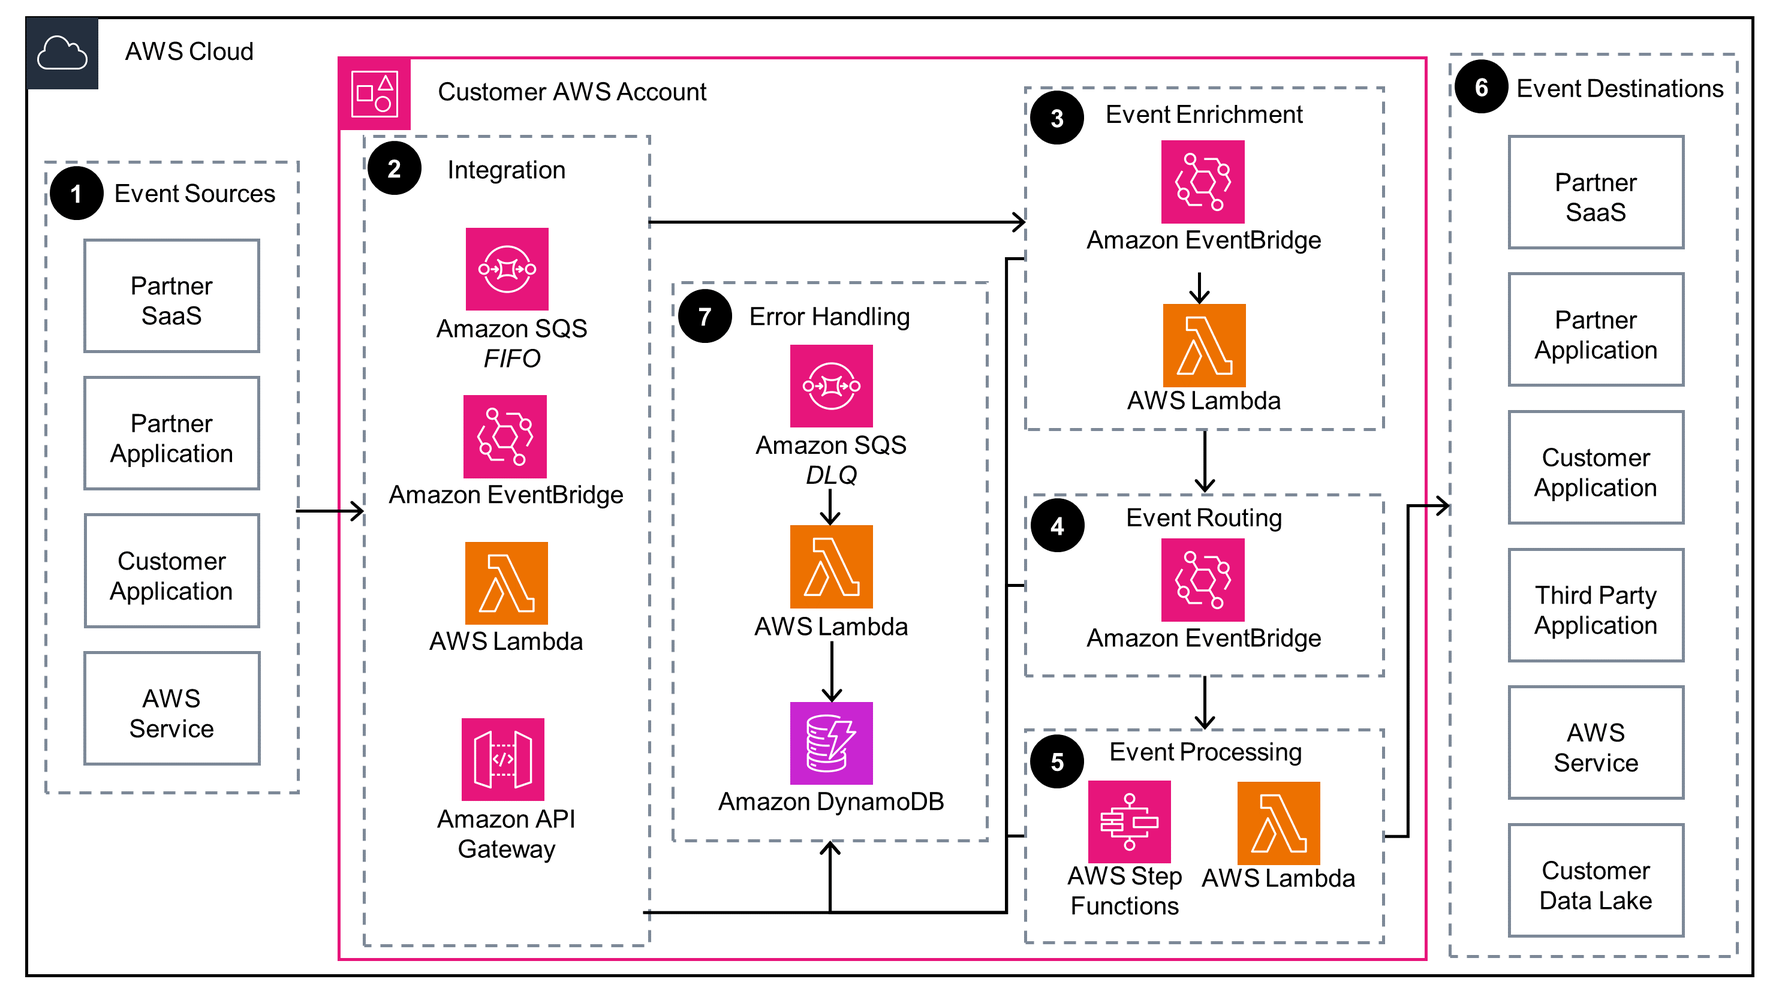 AWS Cloud
Customer AWS Account
1
Event Sources
Partner
SaaS
Partner
Application
Customer
Application
AWS
Service
2
Integration
Amazon SQS
FIFO
Amazon EventBridge
AWS Lambda
Amazon API
Gateway
7
Error Handling
Amazon SQS
DLQ
AWS Lambda
Amazon DynamoDB
3
Event Enrichment
Amazon EventBridge
AWS Lambda
4
Event Routing
Amazon EventBridge
5
Event Processing
AWS Step
Functions
AWS Lambda
6
Event Destinations
Partner
SaaS
Partner
Application
Customer
Application
Third Party
Application
AWS
Service
Customer
Data Lake